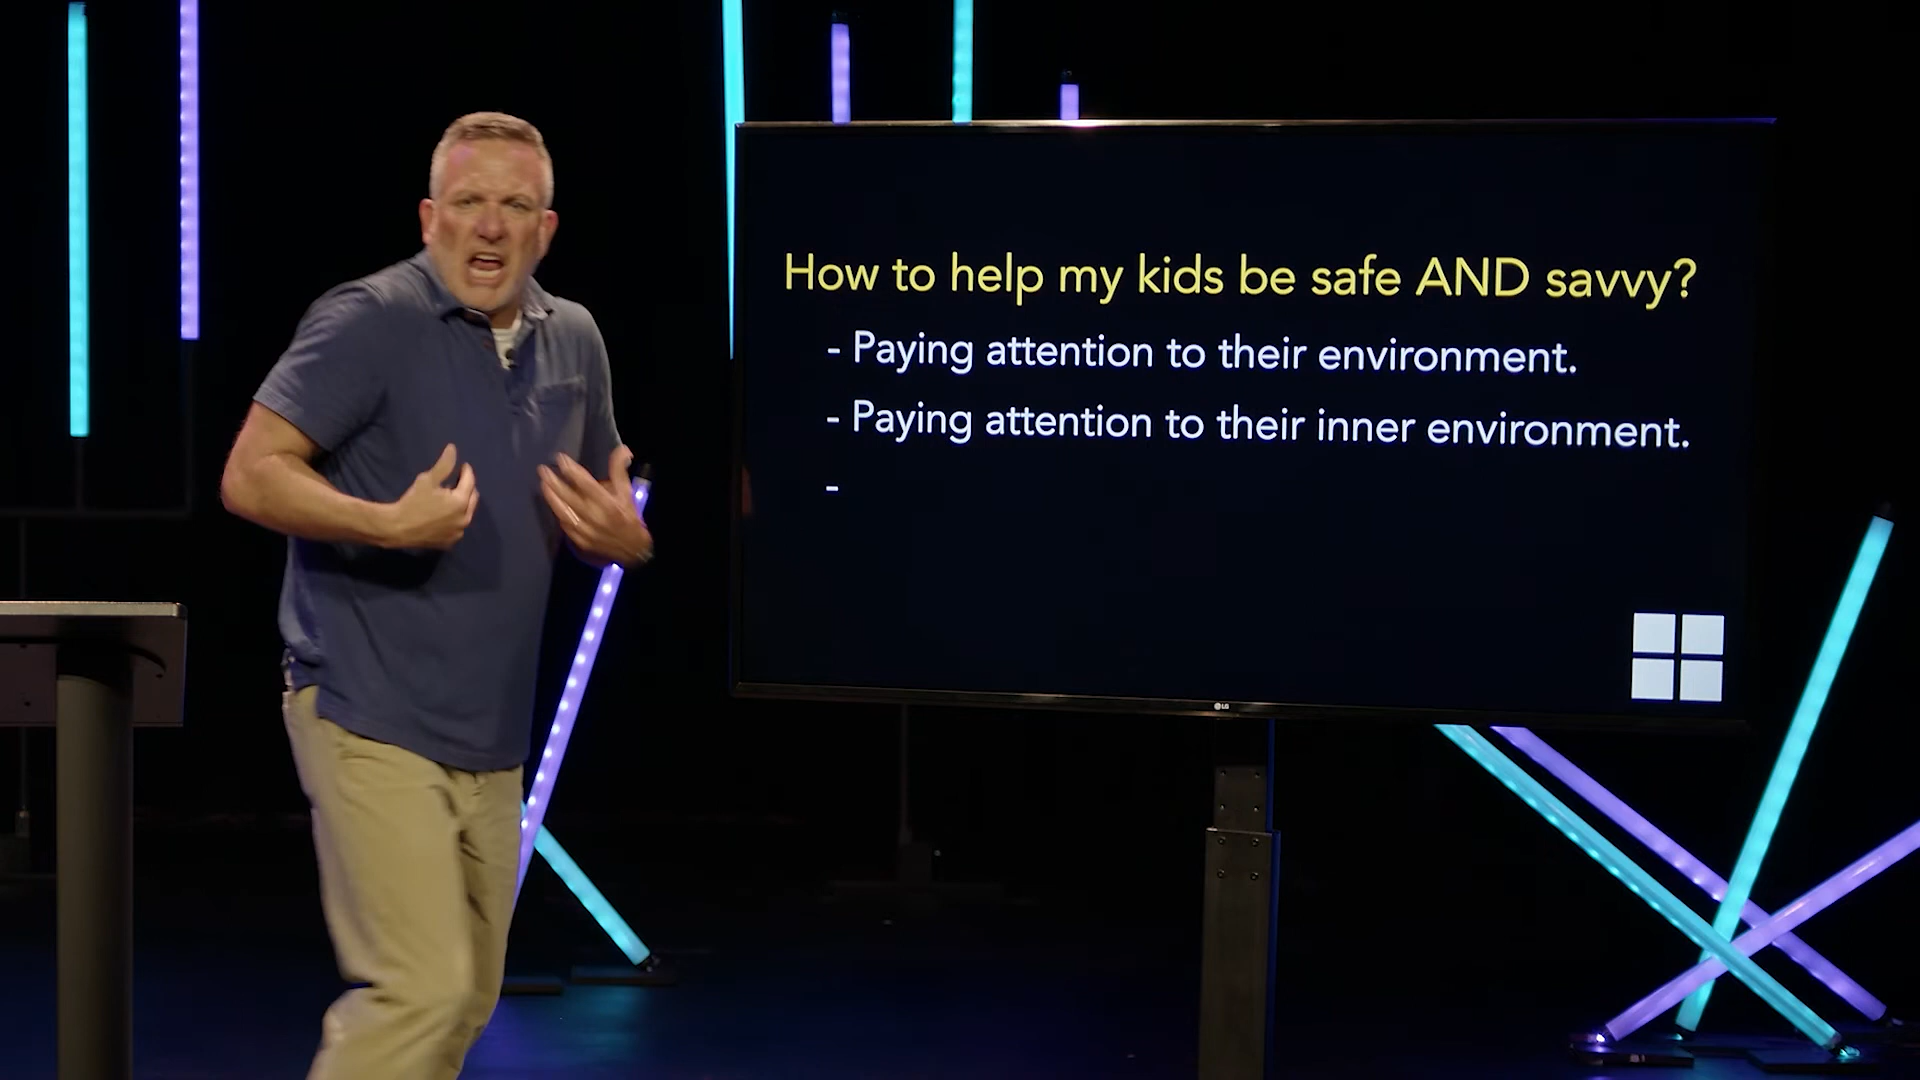 How to help my kids be safe AND savvy?
- Paying attention to their environment.
- Paying attention to their inner environment.
-
LG